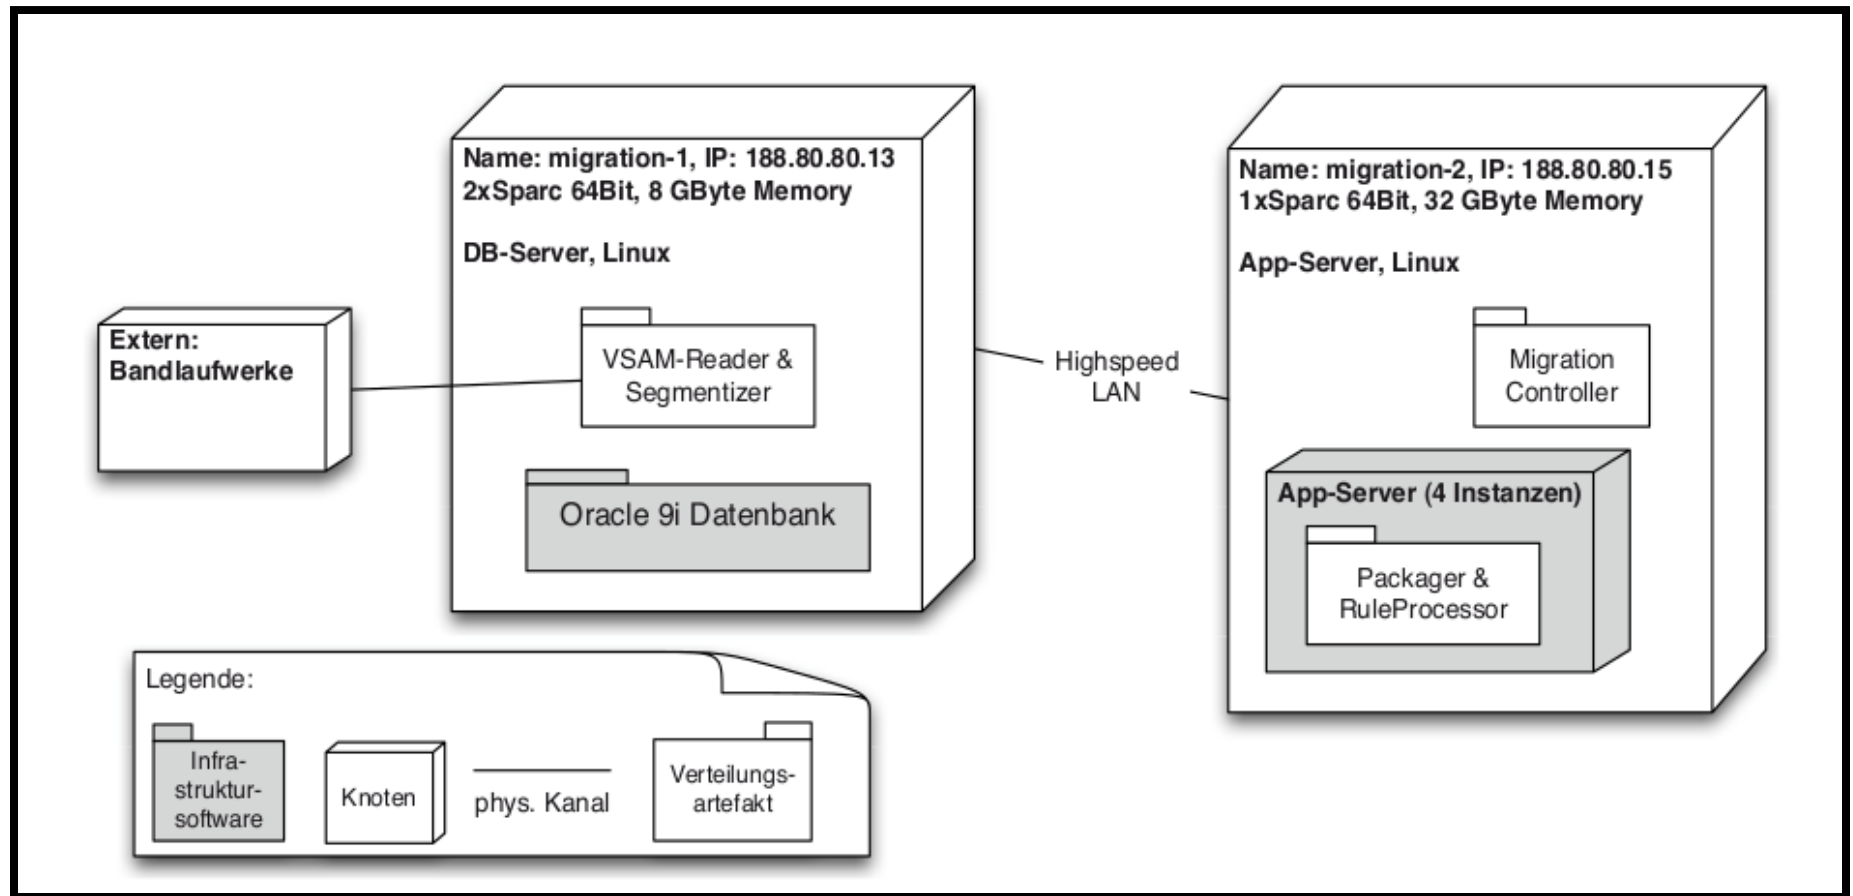 Name: migration-1, IP: 188.80.80.13
2xSparc 64Bit, 8 GByte Memory
DB-Server, Linux
Extern:
Bandlaufwerke
VSAM-Reader &
Segmentizer
Oracle 9i Datenbank
Highspeed
LAN
Name: migration-2, IP: 188.80.80.15
1xSparc 64Bit, 32 GByte Memory
App-Server, Linux
Migration
Controller
App-Server (4 Instanzen)
Packager &
RuleProcessor
Legende:
Infra-
struktur-
software
Knoten
phys. Kanal
Verteilungs-
artefakt